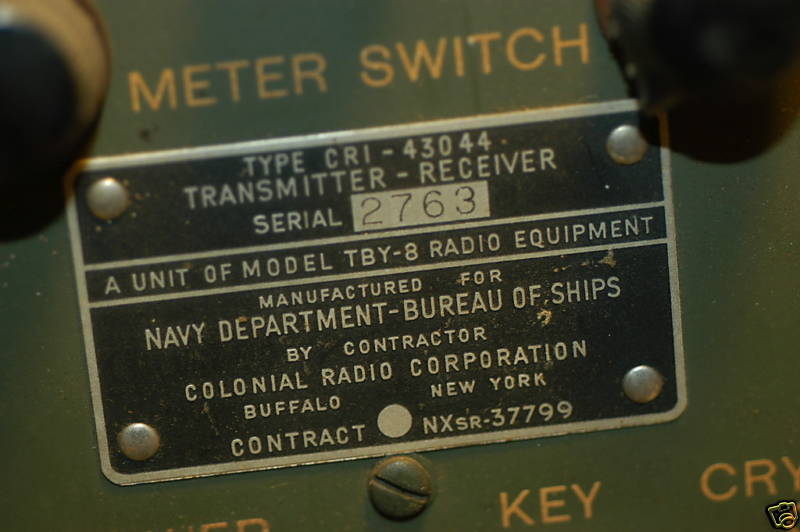 METER SWITCH
TYPE CRI-43044
TRANSMITTER-RECEIVER
SERIAL 2763
A UNIT OF MODEL TBY-8 RADIO EQUIPMENT
MANUFACTURED FOR
NAVY DEPARTMENT-BUREAU OF SHIPS
BY CONTRACTOR
COLONIAL RADIO CORPORATION
BUFFALO NEW YORK
CONTRACT NXSR-37799
KEY